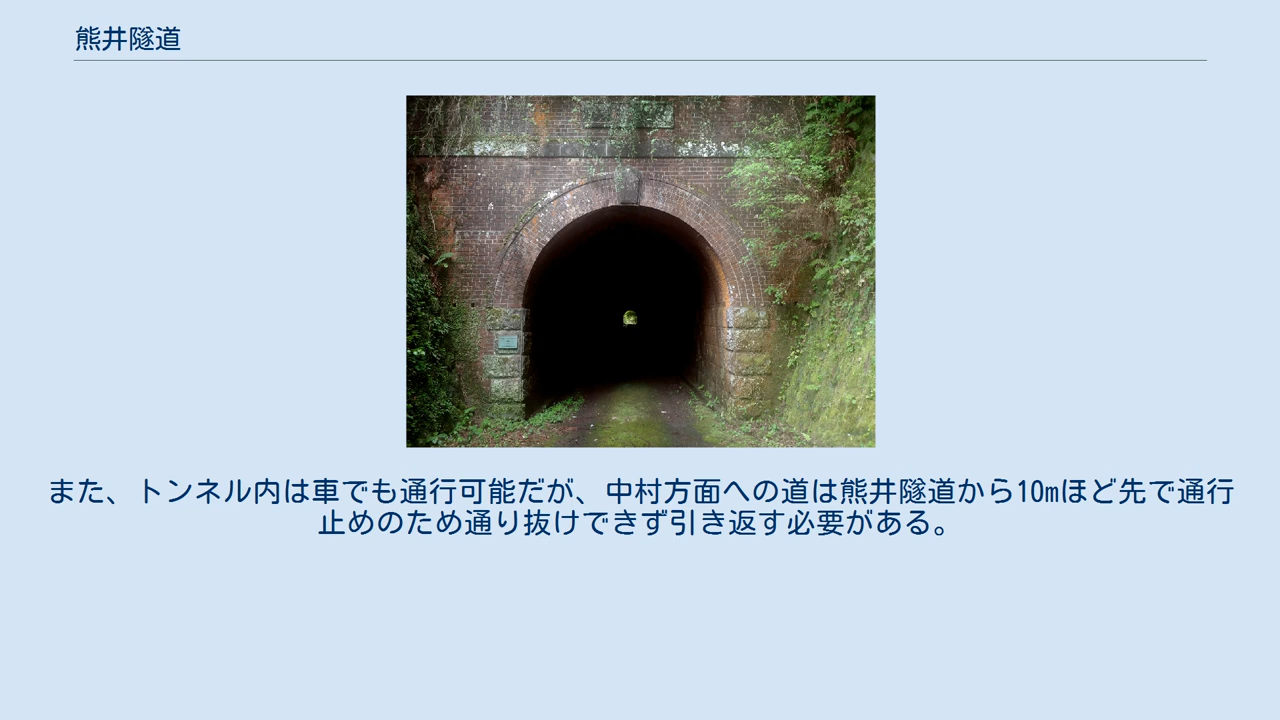 熊井隧道
また、トンネル内は車でも通行可能だが、中村方面への道は熊井隧道から10mほど先で通行
止めのため通り抜けできず引き返す必要がある。